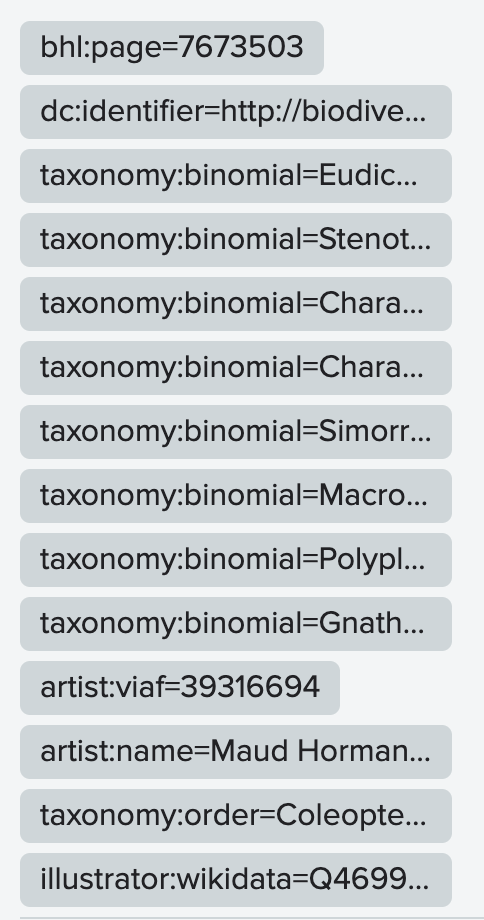 bhl:page=7673503
dc:identifier=http://biodive...
taxonomy:binomial=Eudic...
taxonomy:binomial=Stenot...
taxonomy:binomial=Chara...
taxonomy:binomial=Chara...
taxonomy:binomial=Simorr...
taxonomy:binomial=Macro...
taxonomy:binomial=Polypl...
taxonomy:binomial=Gnath...
artist:viaf=39316694
artist:name=Maud Horman...
taxonomy:order=Coleopte...
illustrator:wikidata=Q4699...